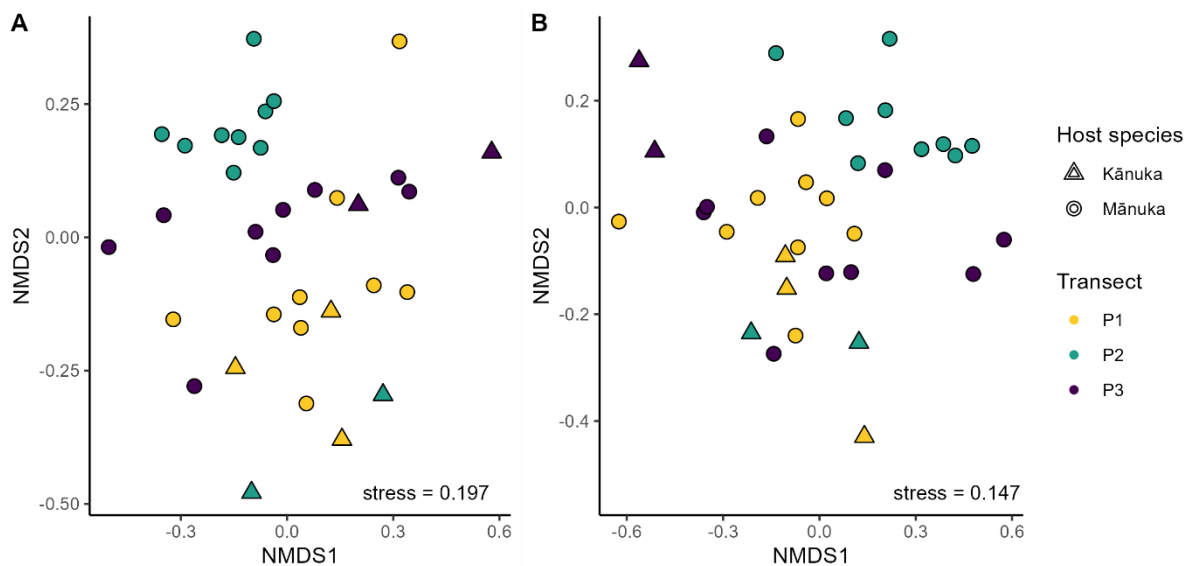 A
B
NMDS2
0.25
0.00
-0.25
-0.50
-0.3
0.0
0.3
0.6
NMDS1
stress = 0.197
NMDS2
0.2
0.0
-0.2
-0.4
-0.6
-0.3
0.0
0.3
0.6
NMDS1
stress = 0.147
Host species
Kānuka
Mānuka
Transect
P1
P2
P3